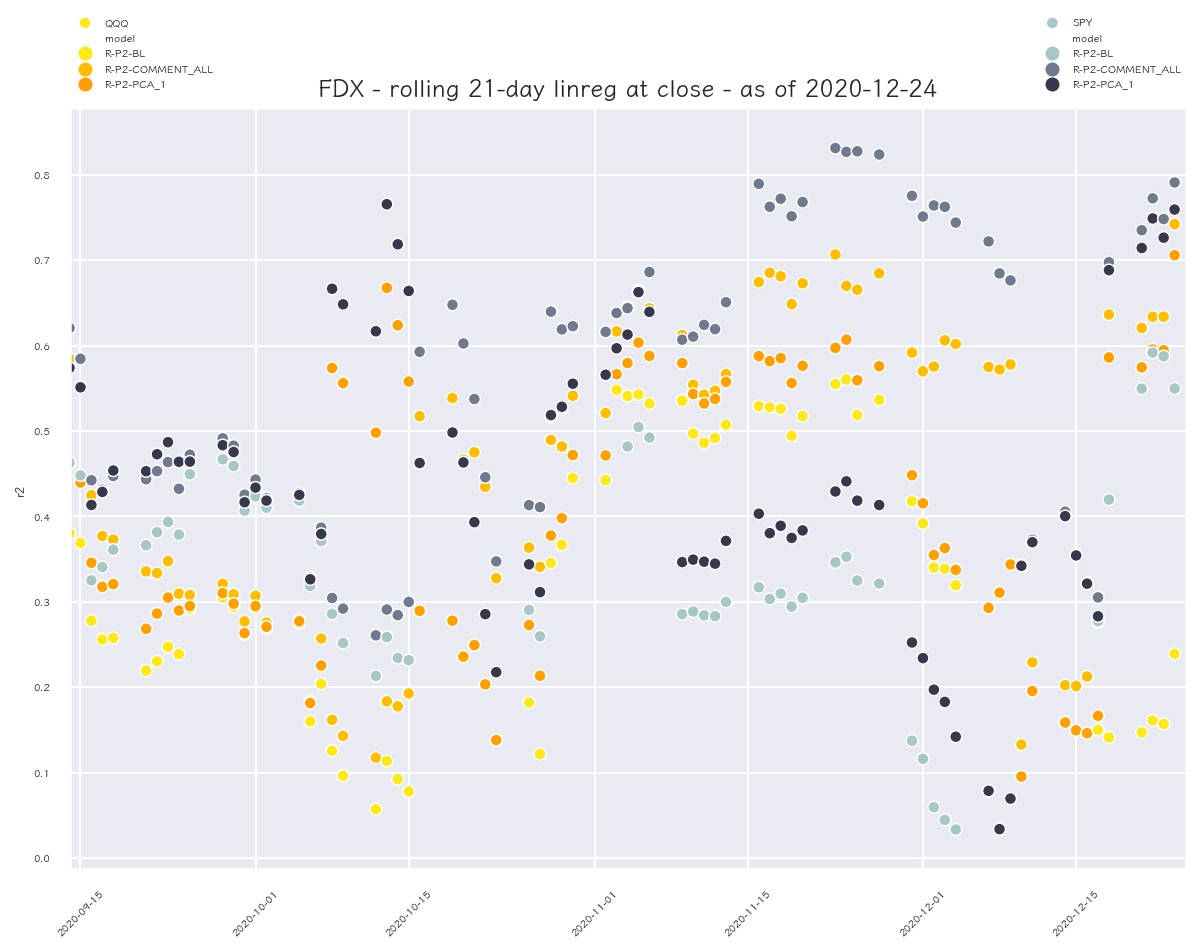 QQQ
model
R-P2-BL
R-P2-COMMENT_ALL
R-P2-PCA_1
SPY
model
R-P2-BL
R-P2-COMMENT_ALL
R-P2-PCA_1
FDX - rolling 21-day linreg at close - as of 2020-12-24
0.8
0.7
0.6
0.5
0.4
0.3
0.2
0.1
0.0
r2
2020-09-15
2020-10-01
2020-10-15
2020-11-01
2020-11-15
2020-12-01
2020-12-15